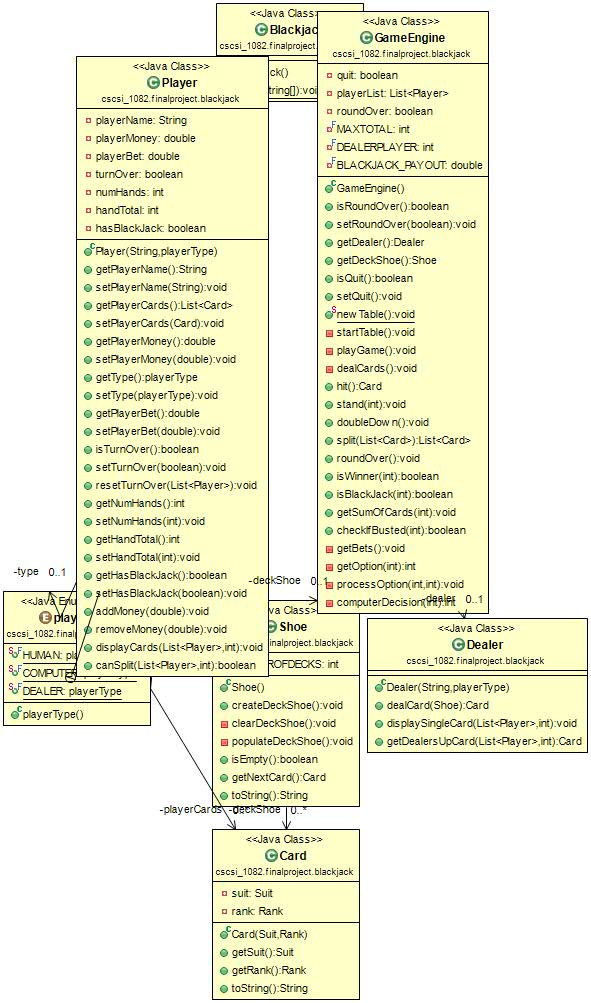 <<Java Class>>
Blackjac
cscsi_1082.finalproject.blackjack
ck()
tring[]):voi
<<Java Class>>
GameEngine
cscsi_1082.finalproject.blackjack
quit: boolean
playerList: List<Player>
roundOver: boolean
MAXTOTAL: int
DEALERPLAYER: int
BLACKJACK_PAYOUT: double
GameEngine()
isRoundOver():boolean
setRoundOver(boolean):void
getDealer():Dealer
getDeckShoe():Shoe
isQuit():boolean
setQuit():void
newTable():void
startTable():void
playGame():void
dealCards():void
hit():Card
stand(int):void
doubleDown():void
split(List<Card>):List<Card>
roundOver():void
isWinner(int):boolean
isBlackJack(int):boolean
getSumOfCards(int):void
checkIfBusted(int):boolean
getBets():void
getOption(int):int
processOption(int,int):void
computerDecision(int):int
<<Java Class>>
Player
cscsi_1082.finalproject.blackjack
playerName: String
playerMoney: double
playerBet: double
turnOver: boolean
numHands: int
handTotal: int
hasBlackJack: boolean
Player(String,playerType)
getPlayerName():String
setPlayerName(String):void
getPlayerCards():List<Card>
setPlayerCards(Card):void
getPlayerMoney():double
setPlayerMoney(double):void
getType():playerType
setType(playerType):void
getPlayerBet():double
setPlayerBet(double):void
isTurnOver():boolean
setTurnOver(boolean):void
resetTurnOver(List<Player>):void
getNumHands():int
setNumHands(int):void
getHandTotal():int
setHandTotal(int):void
getHasBlackJack():boolean
setHasBlackJack(boolean):void
addMoney(double):void
removeMoney(double):void
displayCards(List<Player>,int):void
canSplit(List<Player>,int):boolean
-type 0..1
-deckShoe 0..1
-dealer 0..1
<<Java Enu
play
cscsi_1082.fina
HUMAN: pla
COMPUTE
DEALER: playerType
playerType()
<<Java Class>>
Shoe
nalproject.blackjack
ROFDECKS: int
Shoe()
createDeckShoe():void
clearDeckShoe():void
populateDeckShoe():void
isEmpty():boolean
getNextCard():Card
toString():String
<<Java Class>>
Dealer
cscsi_1082.finalproject.blackjack
Dealer(String,playerType)
dealCard(Shoe):Card
displaySingleCard(List<Player>,int):void
getDealersUpCard(List<Player>,int):Card
-playerCards
-deckShoe 0..*
<<Java Class>>
Card
cscsi_1082.finalproject.blackjack
suit: Suit
rank: Rank
Card(Suit,Rank)
getSuit():Suit
getRank():Rank
toString():String